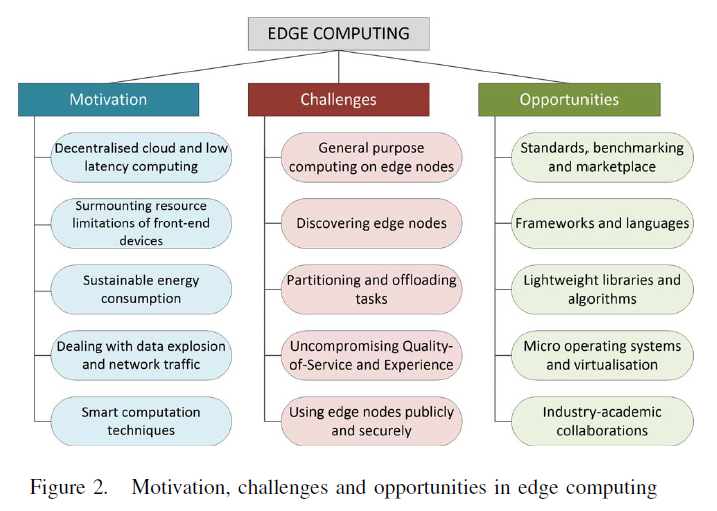 EDGE COMPUTING
Motivation
Decentralised cloud and low
latency computing
Surmounting resource
limitations of front-end
devices
Sustainable energy
consumption
Dealing with data explosion
and network traffic
Smart computation
techniques
Challenges
General purpose
computing on edge nodes
Discovering edge nodes
Partitioning and offloading
tasks
Uncompromising Quality-
of-Service and Experience
Using edge nodes publicly
and securely
Opportunities
Standards, benchmarking
and marketplace
Frameworks and languages
Lightweight libraries and
algorithms
Micro operating systems
and virtualisation
Industry-academic
collaborations
Figure 2. Motivation, challenges and opportunities in edge computing